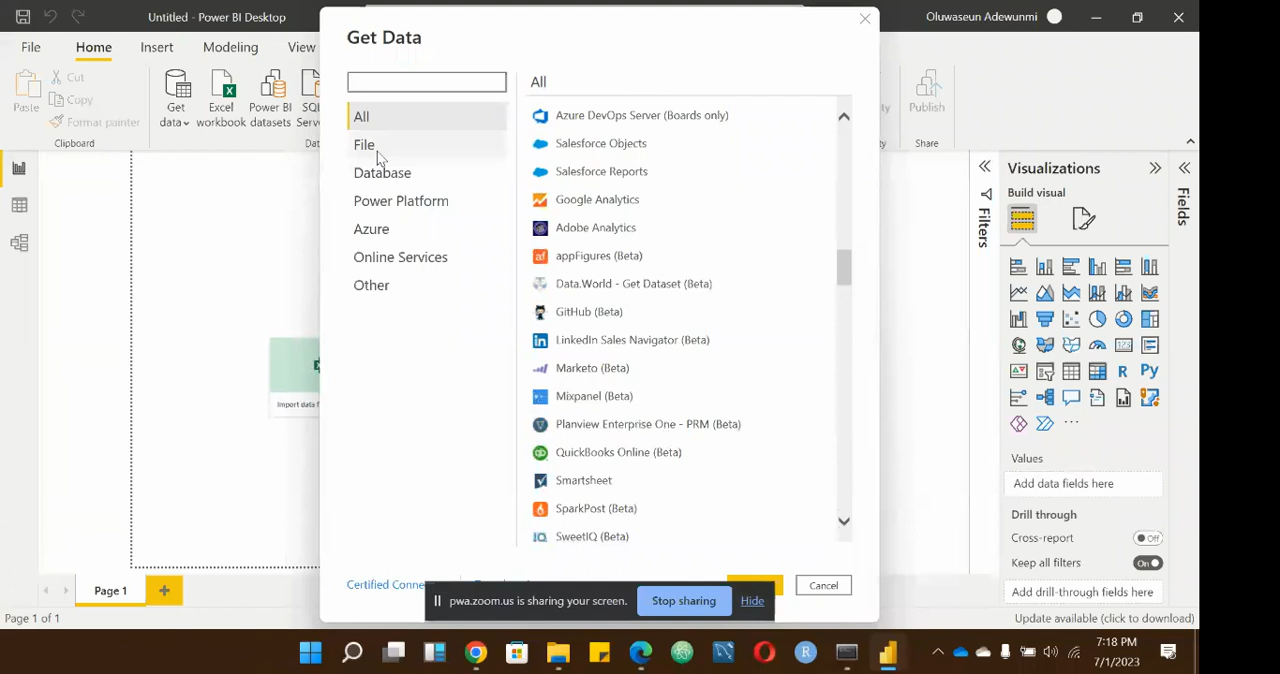 Untitled - Power BI Desktop
Oluwaseun Adewunmi
File
Home
Insert
Modeling
View
Paste
Cut
Copy
Format painter
Clipboard
Get data
Excel workbook
Power BI datasets
Publish
Share
Get Data
All
File
Database
Power Platform
Azure
Online Services
Other
All
Azure DevOps Server (Boards only)
Salesforce Objects
Salesforce Reports
Google Analytics
Adobe Analytics
appFigures (Beta)
Data.World - Get Dataset (Beta)
GitHub (Beta)
LinkedIn Sales Navigator (Beta)
Marketo (Beta)
Mixpanel (Beta)
Planview Enterprise One - PRM (Beta)
QuickBooks Online (Beta)
Smartsheet
SparkPost (Beta)
SweetIQ (Beta)
Cancel
pwa.zoom.us is sharing your screen.
Stop sharing
Hide
Import data
Filters
Visualizations
Build visual
Fields
R
Py
Values
Add data fields here
Drill through
Cross-report
Off
Keep all filters
On
Add drill-through fields here
Page 1
Page 1 of 1
Update available (click to download)
7:18 PM
7/1/2023